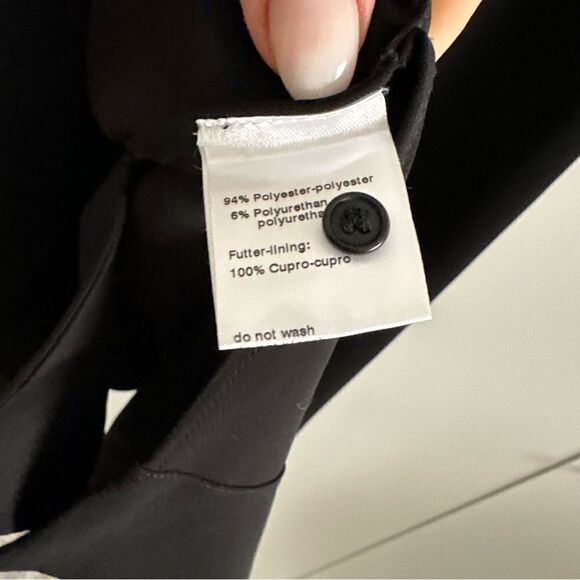 94% Polyester-polyester
6% Polyurethan
polyuretha
Futter-lining:
100% Cupro-cupro
do not wash